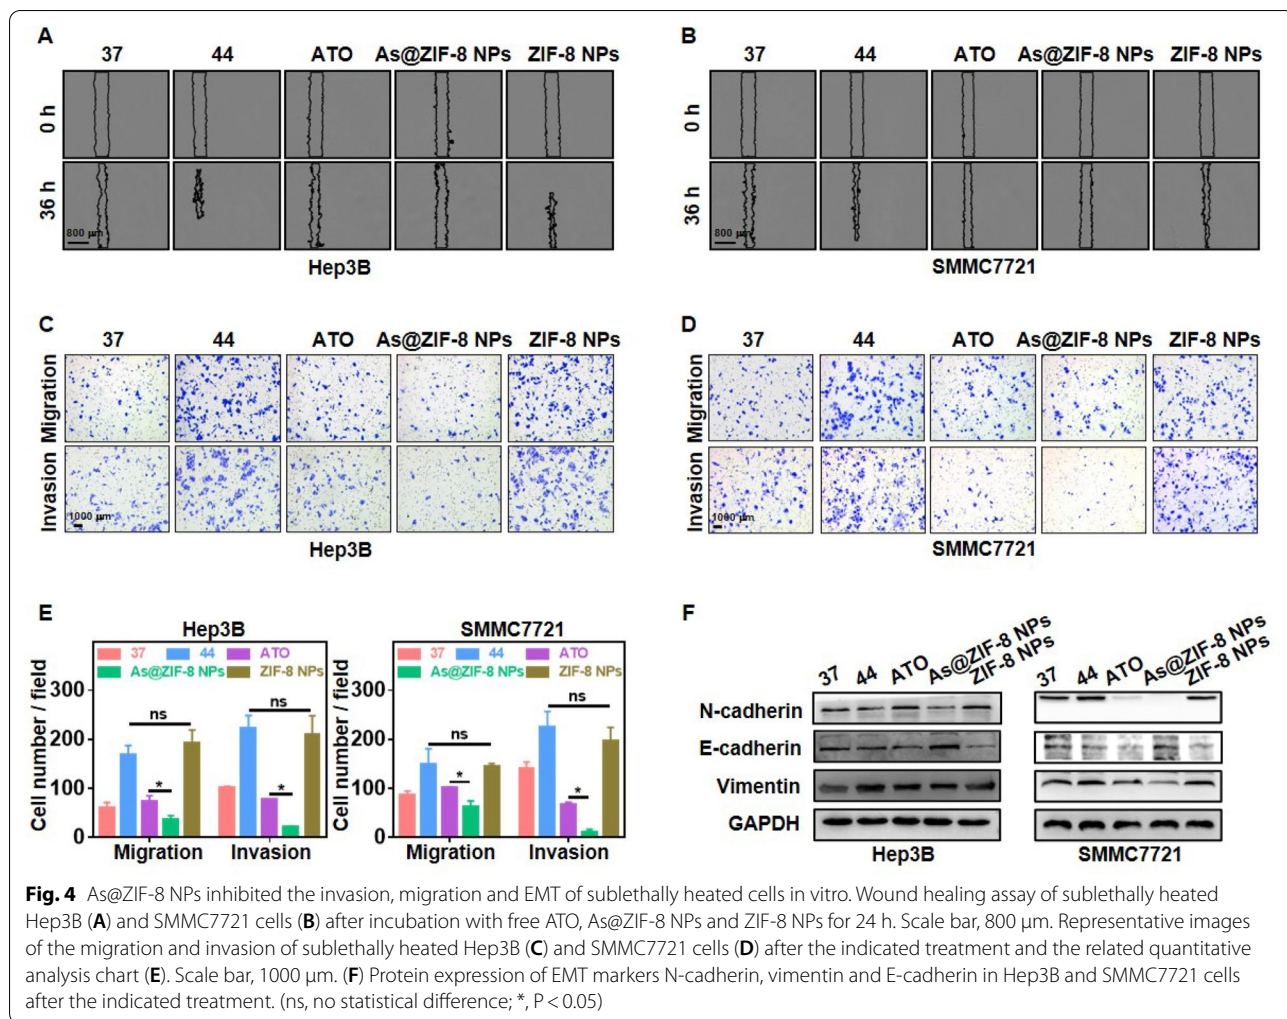 A
37 44 ATO As@ZIF-8 NPs ZIF-8 NPs
0 h
36 h
800 µm
Hep3B
B
37 44 ATO As@ZIF-8 NPs ZIF-8 NPs
0 h
36 h
800 µm
SMMC7721
C
37 44 ATO As@ZIF-8 NPs ZIF-8 NPs
Migration
Invasion
1000 µm
Hep3B
D
37 44 ATO As@ZIF-8 NPs ZIF-8 NPs
Migration
Invasion
1000 µm
SMMC7721
E
Hep3B
37 44 ATO
As@ZIF-8 NPs ZIF-8 NPs
Cell number / field
300
200
100
0
ns
ns
*
*
Migration Invasion
SMMC7721
37 44 ATO
As@ZIF-8 NPs ZIF-8 NPs
Cell number / field
300
200
100
0
ns
ns
*
*
Migration Invasion
F
37 44 ATO As@ZIF-8 NPs ZIF-8 NPs
37 44 ATO As@ZIF-8 NPs ZIF-8 NPs
N-cadherin
E-cadherin
Vimentin
GAPDH
Hep3B
SMMC7721
Fig. 4 As@ZIF-8 NPs inhibited the invasion, migration and EMT of sublethally heated cells in vitro. Wound healing assay of sublethally heated
Hep3B (A) and SMMC7721 cells (B) after incubation with free ATO, As@ZIF-8 NPs and ZIF-8 NPs for 24 h. Scale bar, 800 µm. Representative images
of the migration and invasion of sublethally heated Hep3B (C) and SMMC7721 cells (D) after the indicated treatment and the related quantitative
analysis chart (E). Scale bar, 1000 µm. (F) Protein expression of EMT markers N-cadherin, vimentin and E-cadherin in Hep3B and SMMC7721 cells
after the indicated treatment. (ns, no statistical difference; *, P < 0.05)